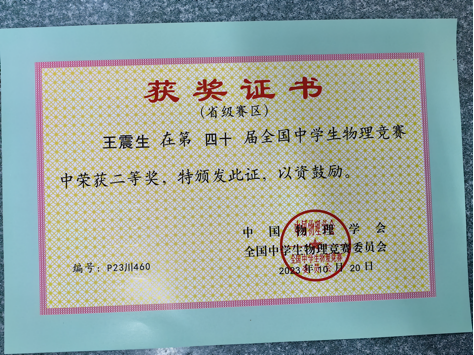 获奖证书
(省级赛区)
王震生 在第 四十 届全国中学生物理竞赛
中荣获二等奖，特颁发此证，以资鼓励。
中国物理学会
全国中学生物理竞赛委员会
编号：P23川460
2023年10月20日